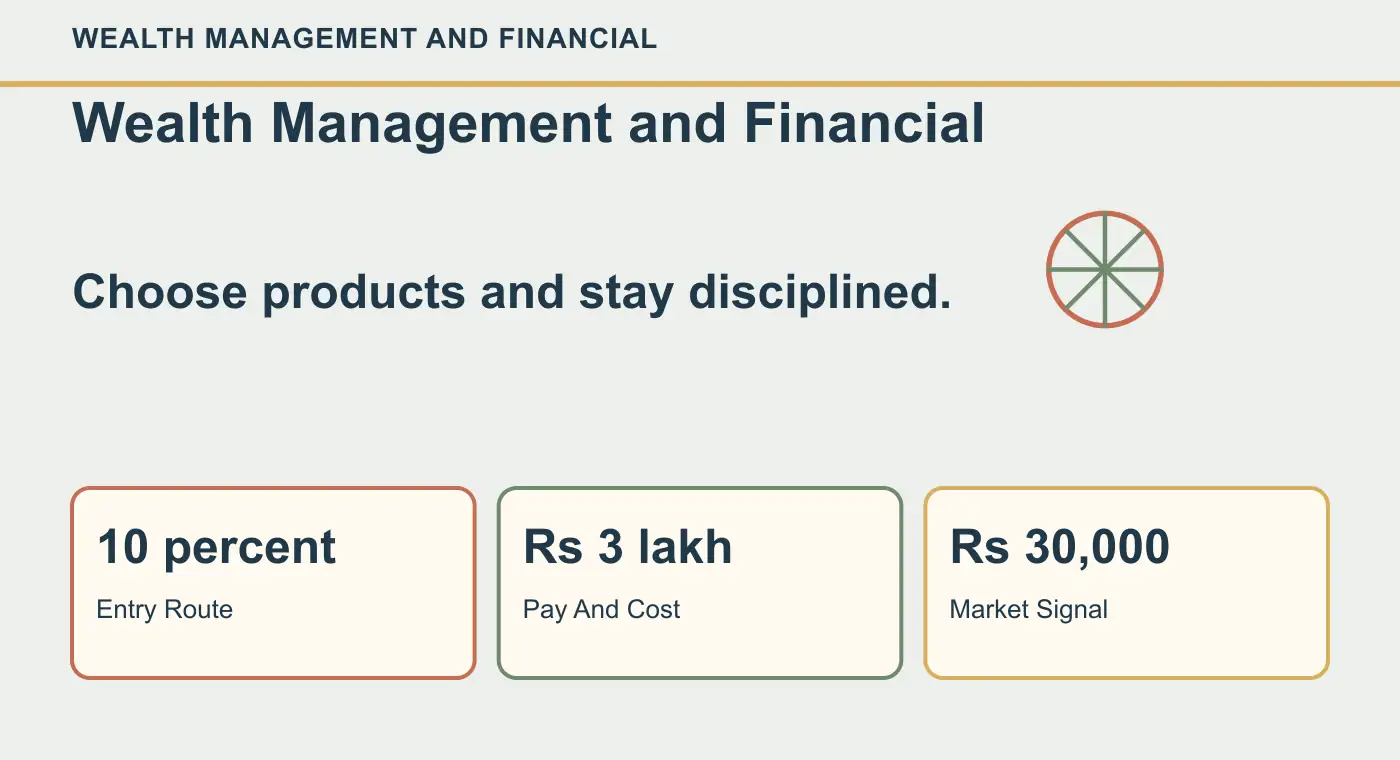 WEALTH MANAGEMENT AND FINANCIAL
Wealth Management and Financial
Choose products and stay disciplined.
10 percent
Entry Route
Rs 3 lakh
Pay And Cost
Rs 30,000
Market Signal